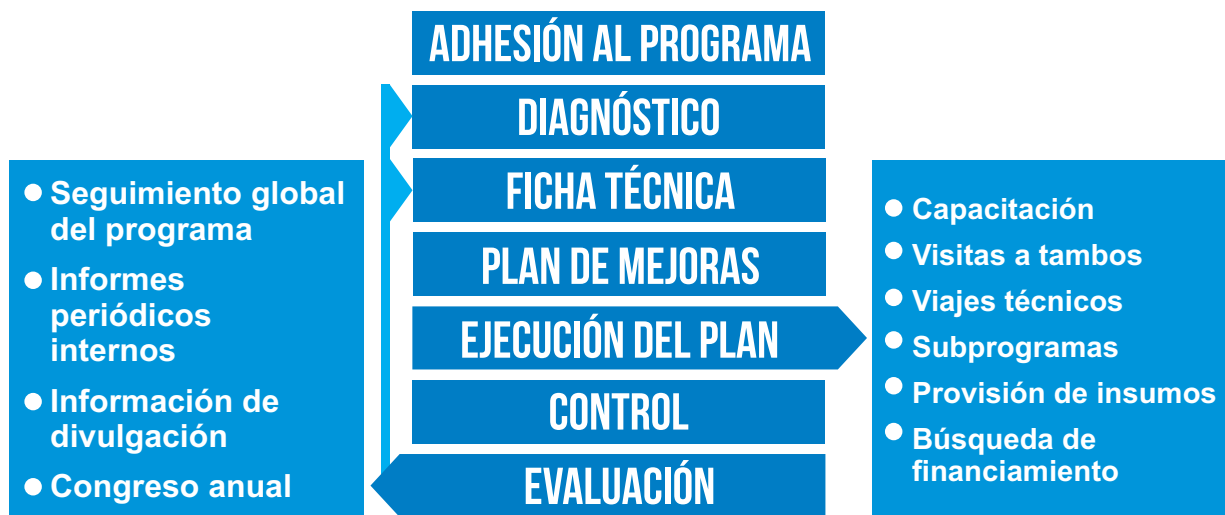 ADHESIÓN AL PROGRAMA
DIAGNÓSTICO
FICHA TÉCNICA
PLAN DE MEJORAS
EJECUCIÓN DEL PLAN
CONTROL
EVALUACIÓN
● Seguimiento global
del programa
● Informes
periódicos
internos
● Información de
divulgación
● Congreso anual
● Capacitación
● Visitas a tambos
● Viajes técnicos
● Subprogramas
● Provisión de insumos
● Búsqueda de
financiamiento